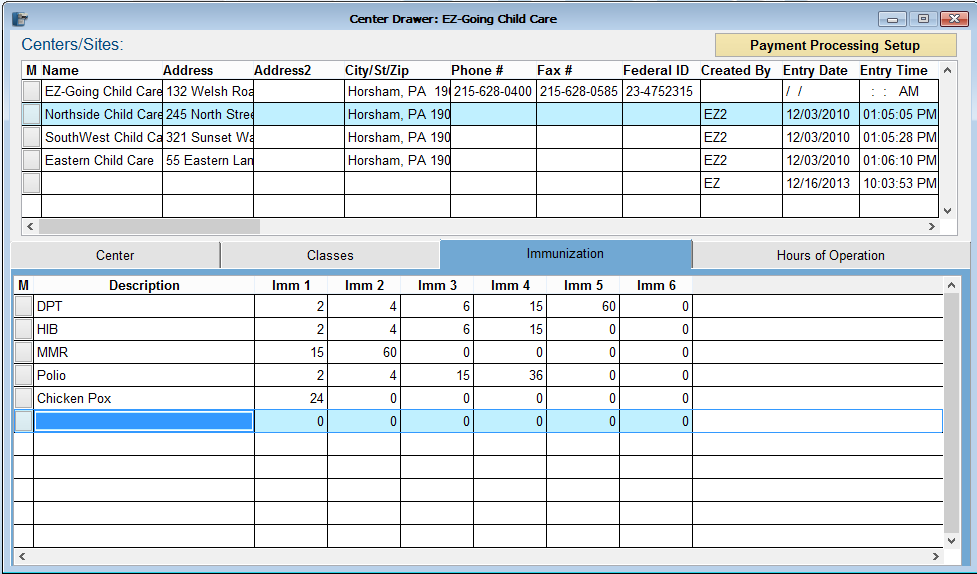 Center Drawer: EZ-Going Child Care
Centers/Sites:
Payment Processing Setup
M Name Address Address2 City/St/Zip Phone # Fax # Federal ID Created By Entry Date Entry Time
EZ-Going Child Care 132 Welsh Roa Horsham, PA 190 215-628-0400 215-628-0585 23-4752315 / / : : AM
Northside Child Care 245 North Stree Horsham, PA 190 EZ2 12/03/2010 01:05:05 PM
SouthWest Child Ca 321 Sunset Wa Horsham, PA 190 EZ2 12/03/2010 01:05:28 PM
Eastern Child Care 55 Eastern Lan Horsham, PA 190 EZ2 12/03/2010 01:06:10 PM
EZ 12/16/2013 10:03:53 PM
Center Classes Immunization Hours of Operation
M Description Imm 1 Imm 2 Imm 3 Imm 4 Imm 5 Imm 6
DPT 2 4 6 15 60 0
HIB 2 4 6 15 0 0
MMR 15 60 0 0 0 0
Polio 2 4 15 36 0 0
Chicken Pox 24 0 0 0 0 0
0 0 0 0 0 0